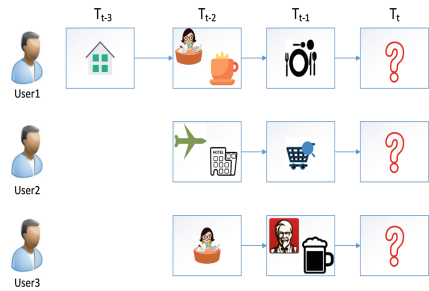 T t-3 T t-2 T t-1 T t
User1
HOTEL
User2
User3